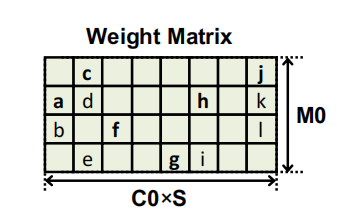 Weight Matrix
c j
a d h k
b f l
e g i
M0
C0×S